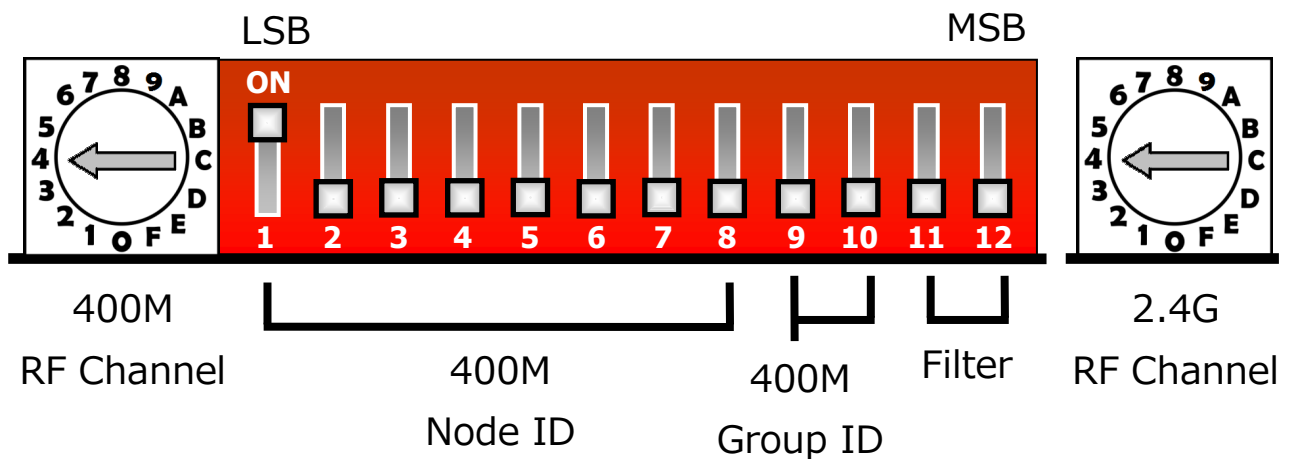 LSB
MSB
ON
0 1 2 3 4 5 6 7 8 9 A B C D E F
1 2 3 4 5 6 7 8 9 10 11 12
0 1 2 3 4 5 6 7 8 9 A B C D E F
400M
RF Channel
400M
Node ID
400M
Group ID
Filter
2.4G
RF Channel